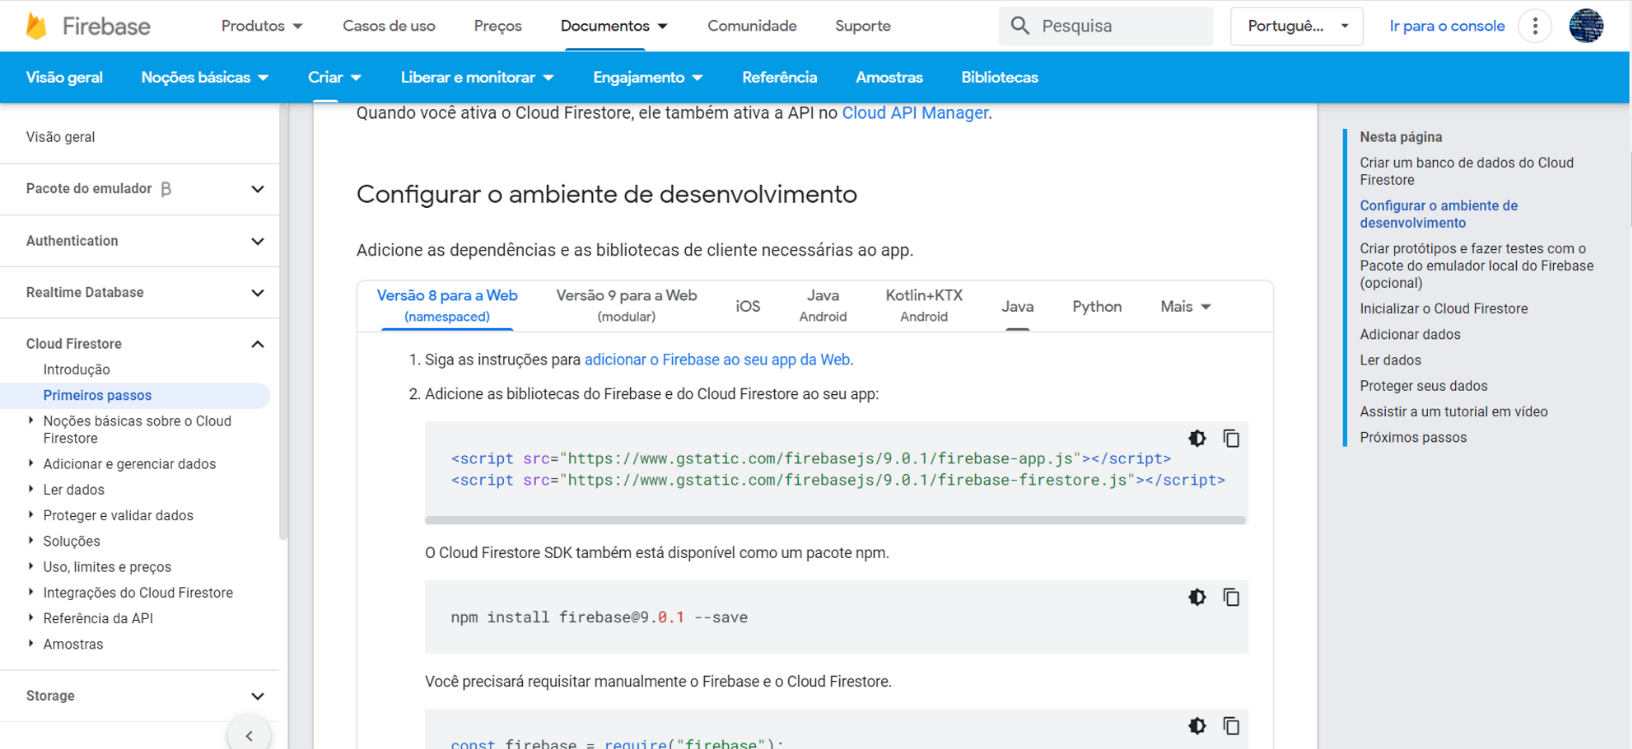 Firebase
Produtos
Casos de uso
Preços
Documentos
Comunidade
Suporte
Pesquisa
Portuguê...
Ir para o console
Visão geral
Noções básicas
Criar
Liberar e monitorar
Engajamento
Referência
Amostras
Bibliotecas
Visão geral
Pacote do emulador β
Authentication
Realtime Database
Cloud Firestore
Introdução
Primeiros passos
Noções básicas sobre o Cloud
Firestore
Adicionar e gerenciar dados
Ler dados
Proteger e validar dados
Soluções
Uso, limites e preços
Integrações do Cloud Firestore
Referência da API
Amostras
Storage
Quando você ativa o Cloud Firestore, ele também ativa a API no Cloud API Manager.
Configurar o ambiente de desenvolvimento
Adicione as dependências e as bibliotecas de cliente necessárias ao app.
Versão 8 para a Web
(namespaced)
Versão 9 para a Web
(modular)
iOS
Java
Android
Kotlin+KTX
Android
Java
Python
Mais
1. Siga as instruções para adicionar o Firebase ao seu app da Web.
2. Adicione as bibliotecas do Firebase e do Cloud Firestore ao seu app:
<script src="https://www.gstatic.com/firebasejs/9.0.1/firebase-app.js"></script>
<script src="https://www.gstatic.com/firebasejs/9.0.1/firebase-firestore.js"></script>
O Cloud Firestore SDK também está disponível como um pacote npm.
npm install firebase@9.0.1 --save
Você precisará requisitar manualmente o Firebase e o Cloud Firestore.
const firebase = require("firebase");
Nesta página
Criar um banco de dados do Cloud
Firestore
Configurar o ambiente de
desenvolvimento
Criar protótipos e fazer testes com o
Pacote do emulador local do Firebase
(opcional)
Inicializar o Cloud Firestore
Adicionar dados
Ler dados
Proteger seus dados
Assistir a um tutorial em vídeo
Próximos passos